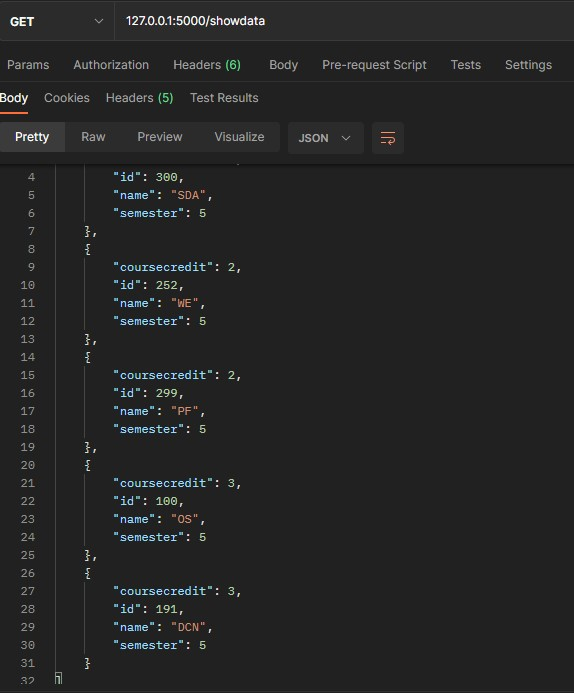 GET 127.0.0.1:5000/showdata
Params Authorization Headers (6) Body Pre-request Script Tests Settings
Body Cookies Headers (5) Test Results
Pretty Raw Preview Visualize JSON
4 "id": 300,
5 "name": "SDA",
6 "semester": 5
7 },
8 {
9 "coursecredit": 2,
10 "id": 252,
11 "name": "WE",
12 "semester": 5
13 },
14 {
15 "coursecredit": 2,
16 "id": 299,
17 "name": "PF",
18 "semester": 5
19 },
20 {
21 "coursecredit": 3,
22 "id": 100,
23 "name": "OS",
24 "semester": 5
25 },
26 {
27 "coursecredit": 3,
28 "id": 191,
29 "name": "DCN",
30 "semester": 5
31 }
32 ]